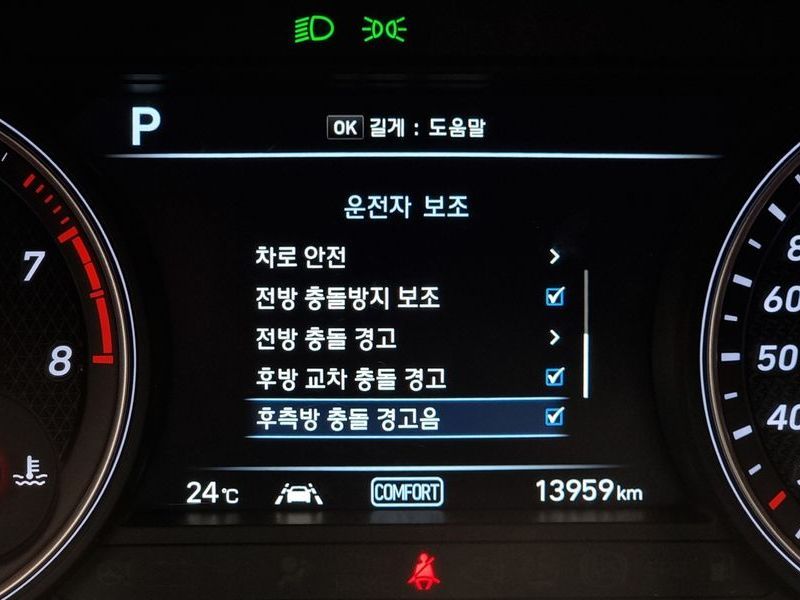 P
OK 길게 : 도움말
운전자 보조
차로 안전 >
전방 충돌방지 보조
전방 충돌 경고 >
후방 교차 충돌 경고
후측방 충돌 경고음
24℃ COMFORT 13959 km
7
8
60
50
40